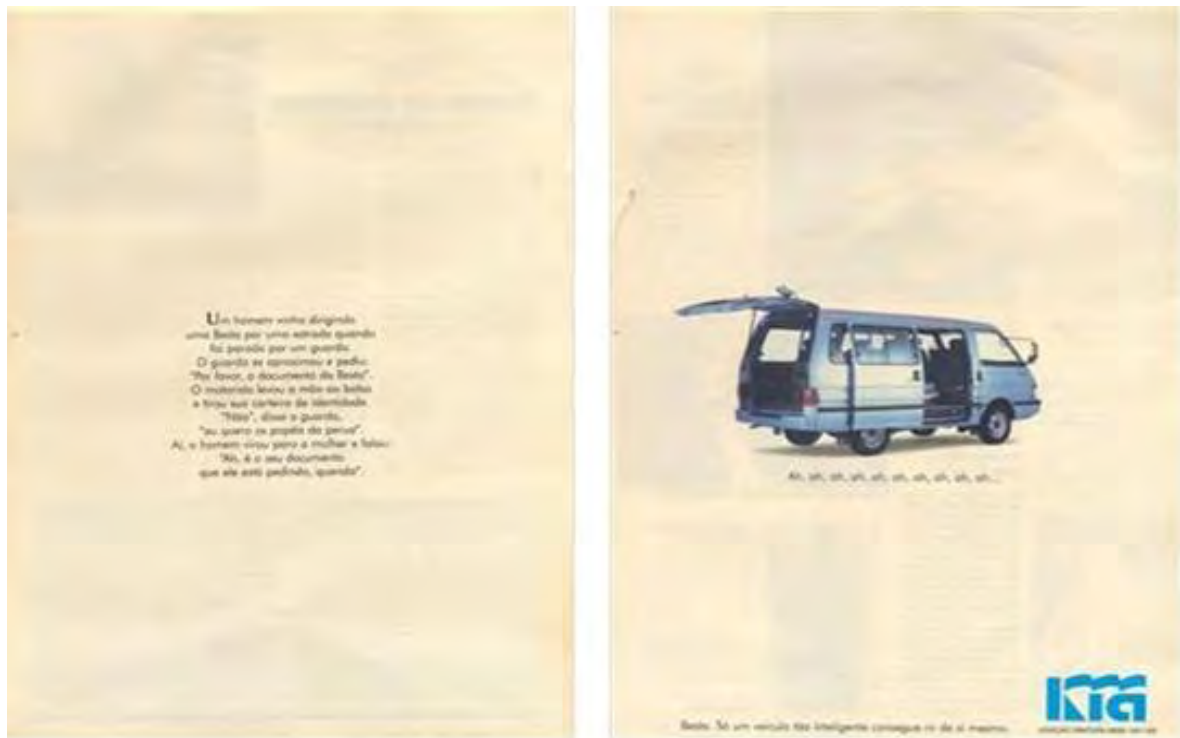 Um homem vinha dirigindo
uma Besta por uma estrada quando
foi parado por um guarda.
O guarda se aproximou e pediu:
"Por favor, o documento da Besta".
O motorista levou a mão ao bolso
e tirou sua carteira de identidade.
"Não", disse o guarda,
"eu quero os papéis da perua".
Aí, o homem virou para a mulher e falou:
"Ah, é o seu documento
que ele está pedindo, querida".
Ah, ah, ah, ah, ah, ah, ah, ah, ah, ah...
Besta. Só um veículo tão inteligente consegue rir de si mesmo.
KIA